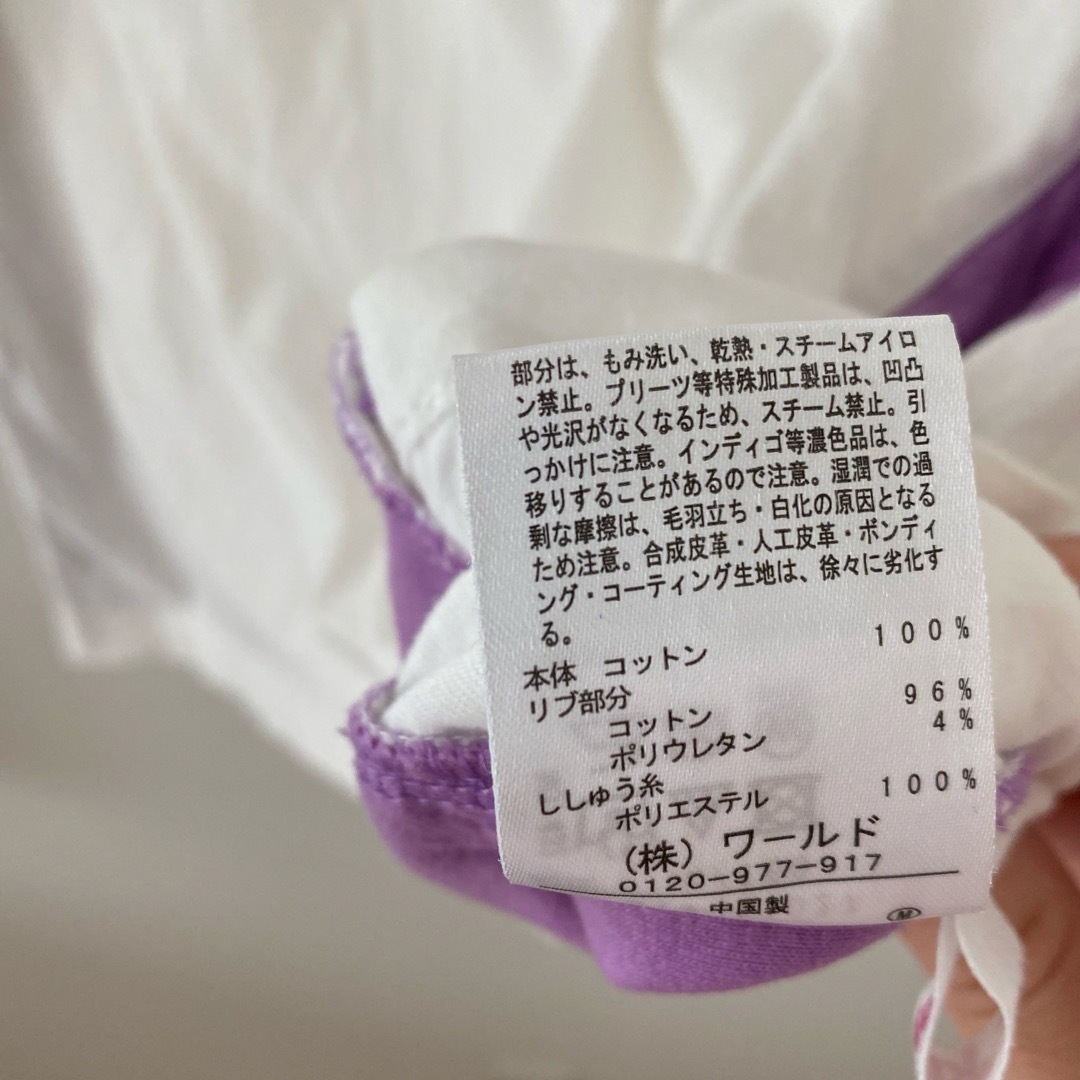 部分は、もみ洗い、乾熱・スチームアイロ
ン禁止。プリーツ等特殊加工製品は、凹凸
や光沢がなくなるため、スチーム禁止。引
っかけに注意。インディゴ等濃色品は、色
移りすることがあるので注意。湿潤での過
剰な摩擦は、毛羽立ち・白化の原因となる
ため注意。合成皮革・人工皮革・ボンディ
ング・コーティング生地は、徐々に劣化す
る。
本体 コットン 100%
リブ部分
コットン 96%
ポリウレタン 4%
ししゅう糸
ポリエステル 100%
(株) ワールド
0120-977-917
中国製 Ⓜ